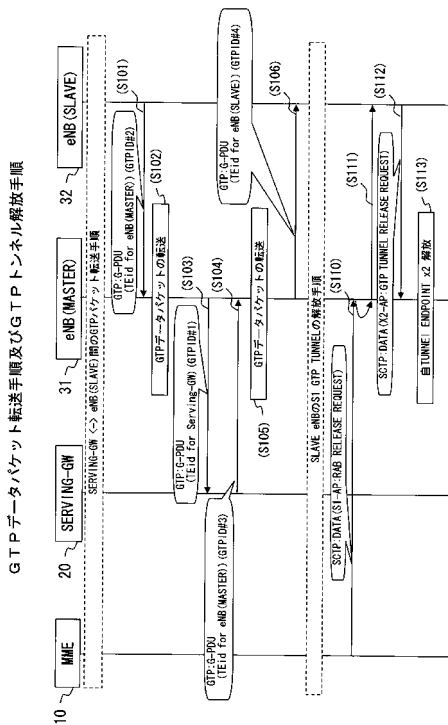 GTPデータパケット転送手順及びGTPトンネル解放手順
10
MME
20
SERVING-GW
31
eNB(MASTER)
32
eNB(SLAVE)
SERVING-GW <-> eNB(SLAVE)間のGTPパケット転送手順
GTP:G-PDU
(TEid for eNB(MASTER))(GTPID#2)
(S101)
GTPデータパケットの転送
(S102)
GTP:G-PDU
(TEid for Serving-GW)(GTPID#1)
(S103)
GTP:G-PDU
(TEid for eNB(MASTER))(GTPID#3)
(S104)
GTPデータパケットの転送
(S105)
GTP:G-PDU
(TEid for eNB(SLAVE))(GTPID#4)
(S106)
SLAVE eNBのS1 GTP TUNNELの解放手順
SCTP:DATA(S1-AP:RAB RELEASE REQUEST)
(S110)
(S111)
SCTP:DATA(X2-AP:GTP TUNNEL RELEASE REQUEST)
(S112)
自TUNNEL ENDPOINT x2 解放
(S113)